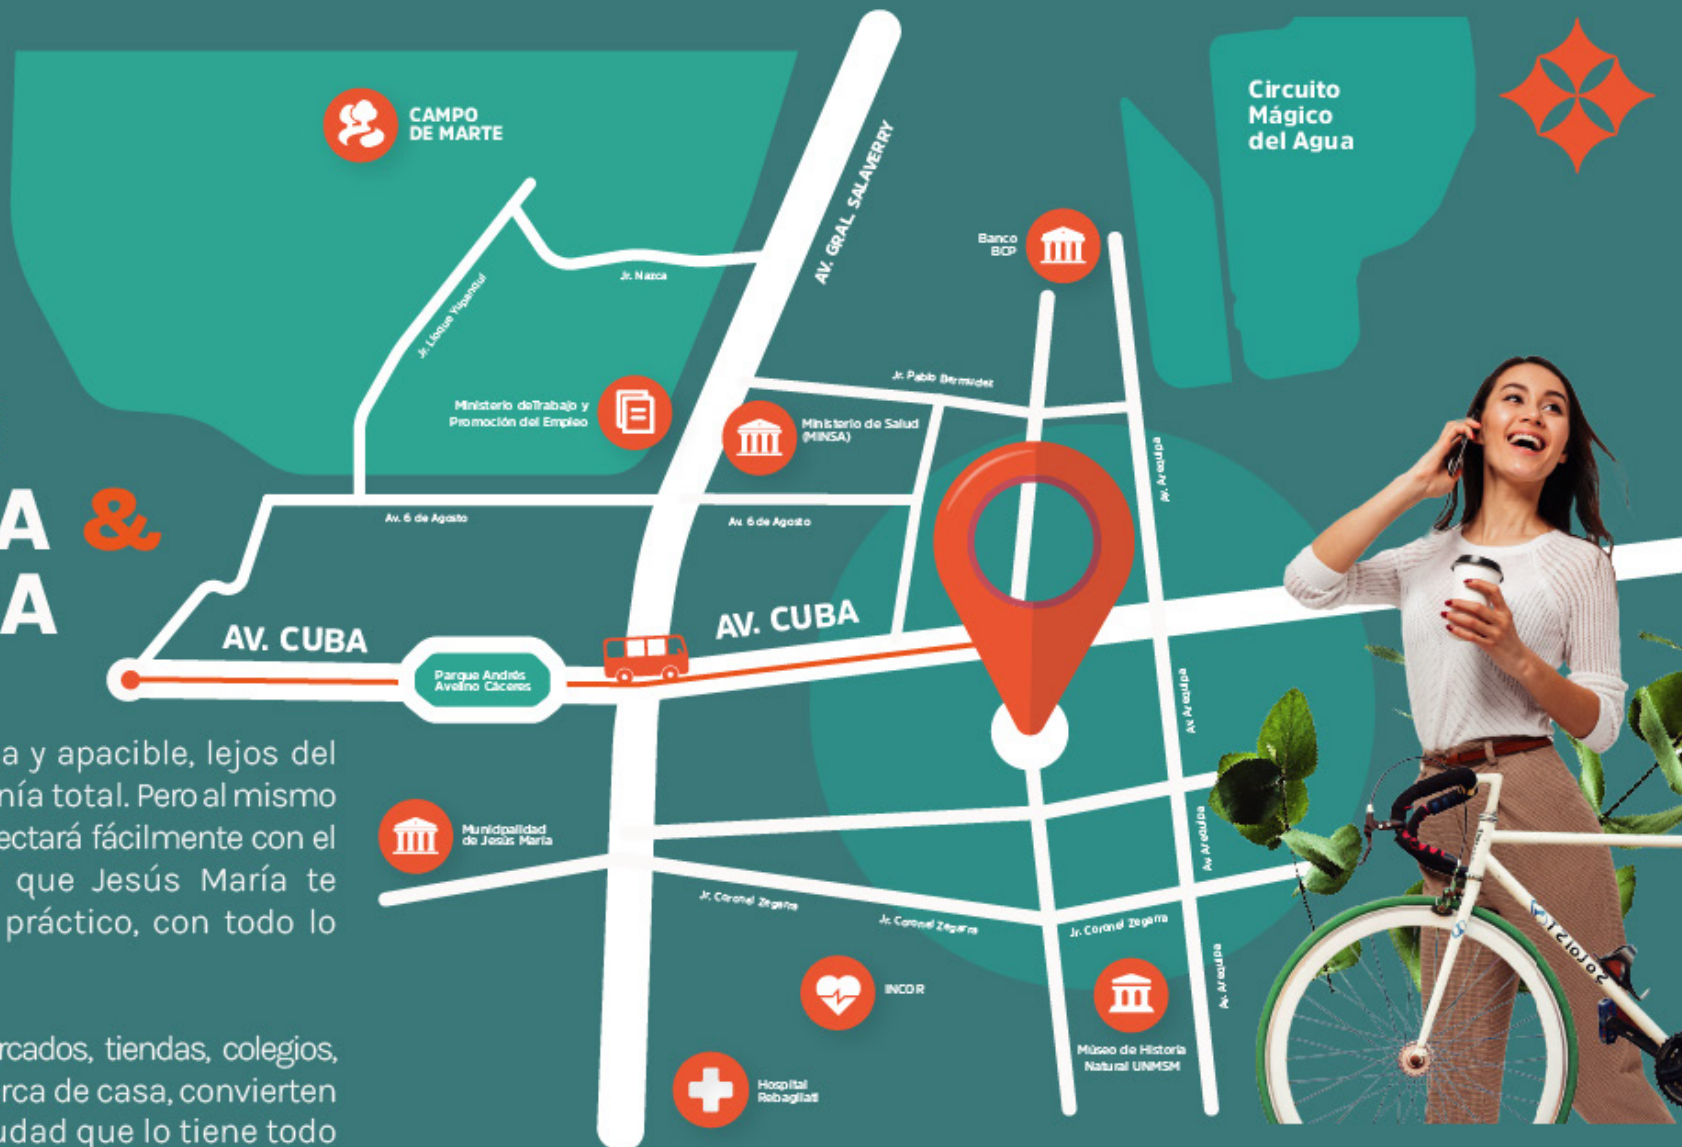 CAMPO
DE MARTE
Circuito
Mágico
del Agua
AV. GRAL. SALAVERRY
Banco
BCP
Jr. Nazca
Jr. Lloque Yupanqui
Jr. Pablo Bermudez
Ministerio deTrabajo y
Promoción del Empleo
Ministerio de Salud
(MINSA)
Av. Arequipa
A &
A
Av. 6 de Agosto
Av. 6 de Agosto
AV. CUBA
AV. CUBA
Parque Andrés
Avelino Cáceres
Av. Arequipa
a y apacible, lejos del
nía total. Pero al mismo
ectará fácilmente con el
que Jesús María te
práctico, con todo lo
Municipalidad
de Jesús María
Av. Arequipa
Jr. Coronel Zegarra
Jr. Coronel Zegarra
Jr. Coronel Zegarra
Av. Arequipa
INCOR
Múseo de Historia
Natural UNMSM
Hospital
Rebagliati
rcados, tiendas, colegios,
rca de casa, convierten
udad que lo tiene todo